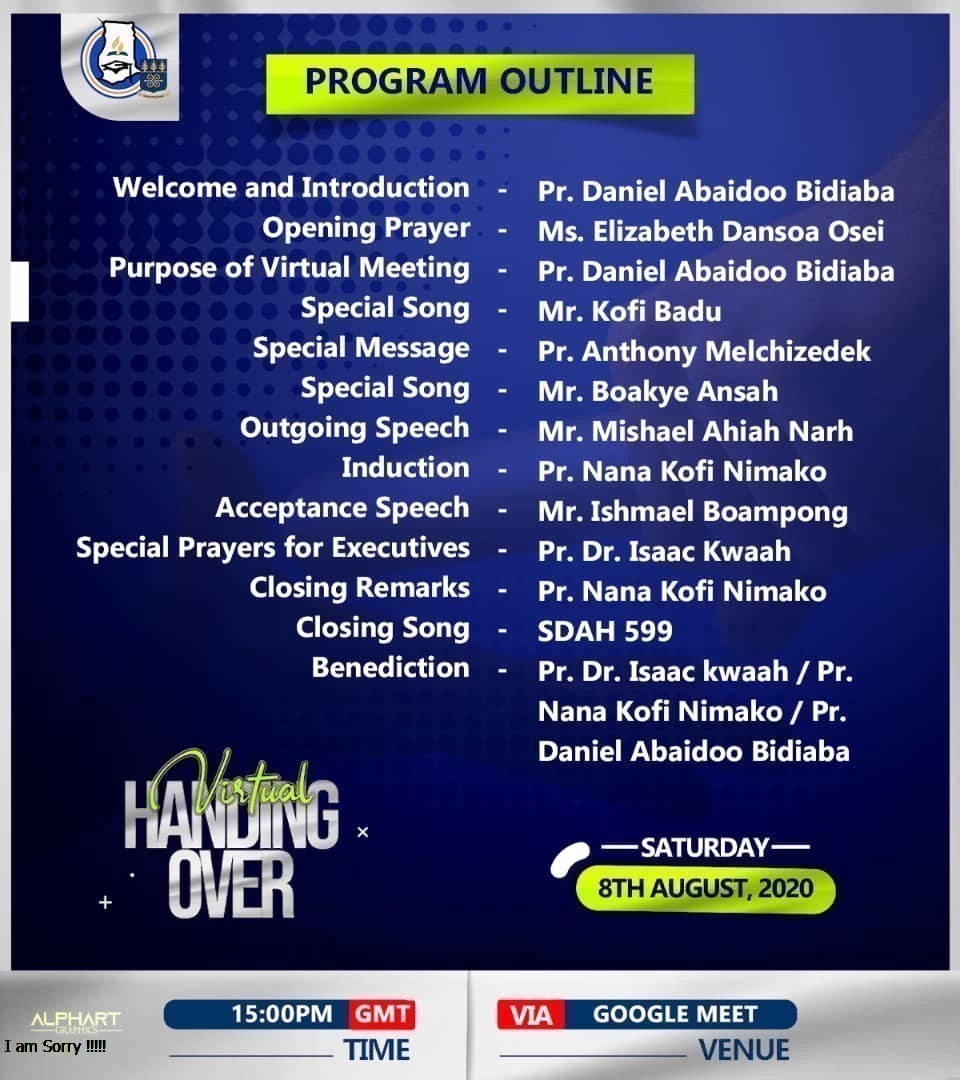 PROGRAM OUTLINE
Welcome and Introduction - Pr. Daniel Abaidoo Bidiaba
Opening Prayer - Ms. Elizabeth Dansoa Osei
Purpose of Virtual Meeting - Pr. Daniel Abaidoo Bidiaba
Special Song - Mr. Kofi Badu
Special Message - Pr. Anthony Melchizedek
Special Song - Mr. Boakye Ansah
Outgoing Speech - Mr. Mishael Ahiah Narh
Induction - Pr. Nana Kofi Nimako
Acceptance Speech - Mr. Ishmael Boampong
Special Prayers for Executives - Pr. Dr. Isaac Kwaah
Closing Remarks - Pr. Nana Kofi Nimako
Closing Song - SDAH 599
Benediction - Pr. Dr. Isaac kwaah / Pr.
Nana Kofi Nimako / Pr.
Daniel Abaidoo Bidiaba
Virtual
HANDING
OVER
SATURDAY
8TH AUGUST, 2020
15:00PM GMT
TIME
VIA GOOGLE MEET
VENUE
ALPHART
GRAPHICS
I am Sorry !!!!!